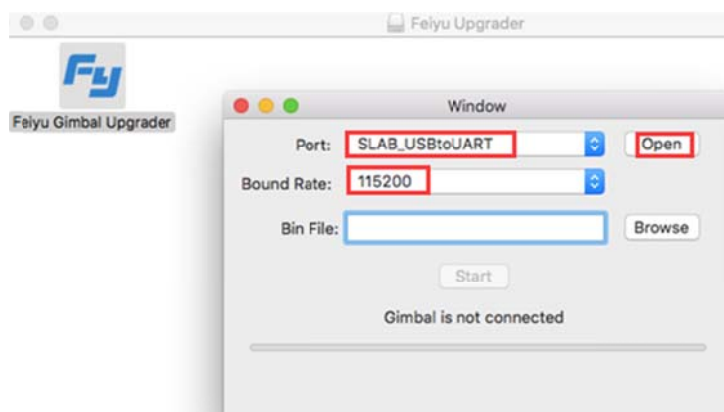 Feiyu Upgrader
Fy
Feiyu Gimbal Upgrader
Window
Port: SLAB_USBtoUART Open
Bound Rate: 115200
Bin File: Browse
Start
Gimbal is not connected